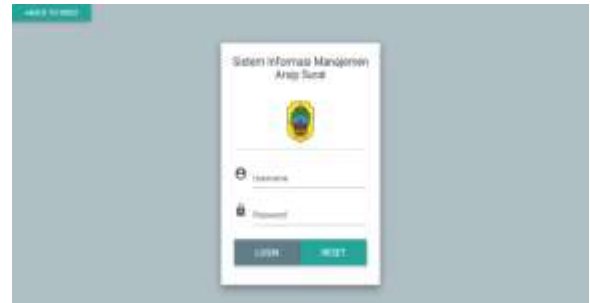 Sistem Informasi Manajemen
Arsip Surat
Username
Password
LOGIN
RESET